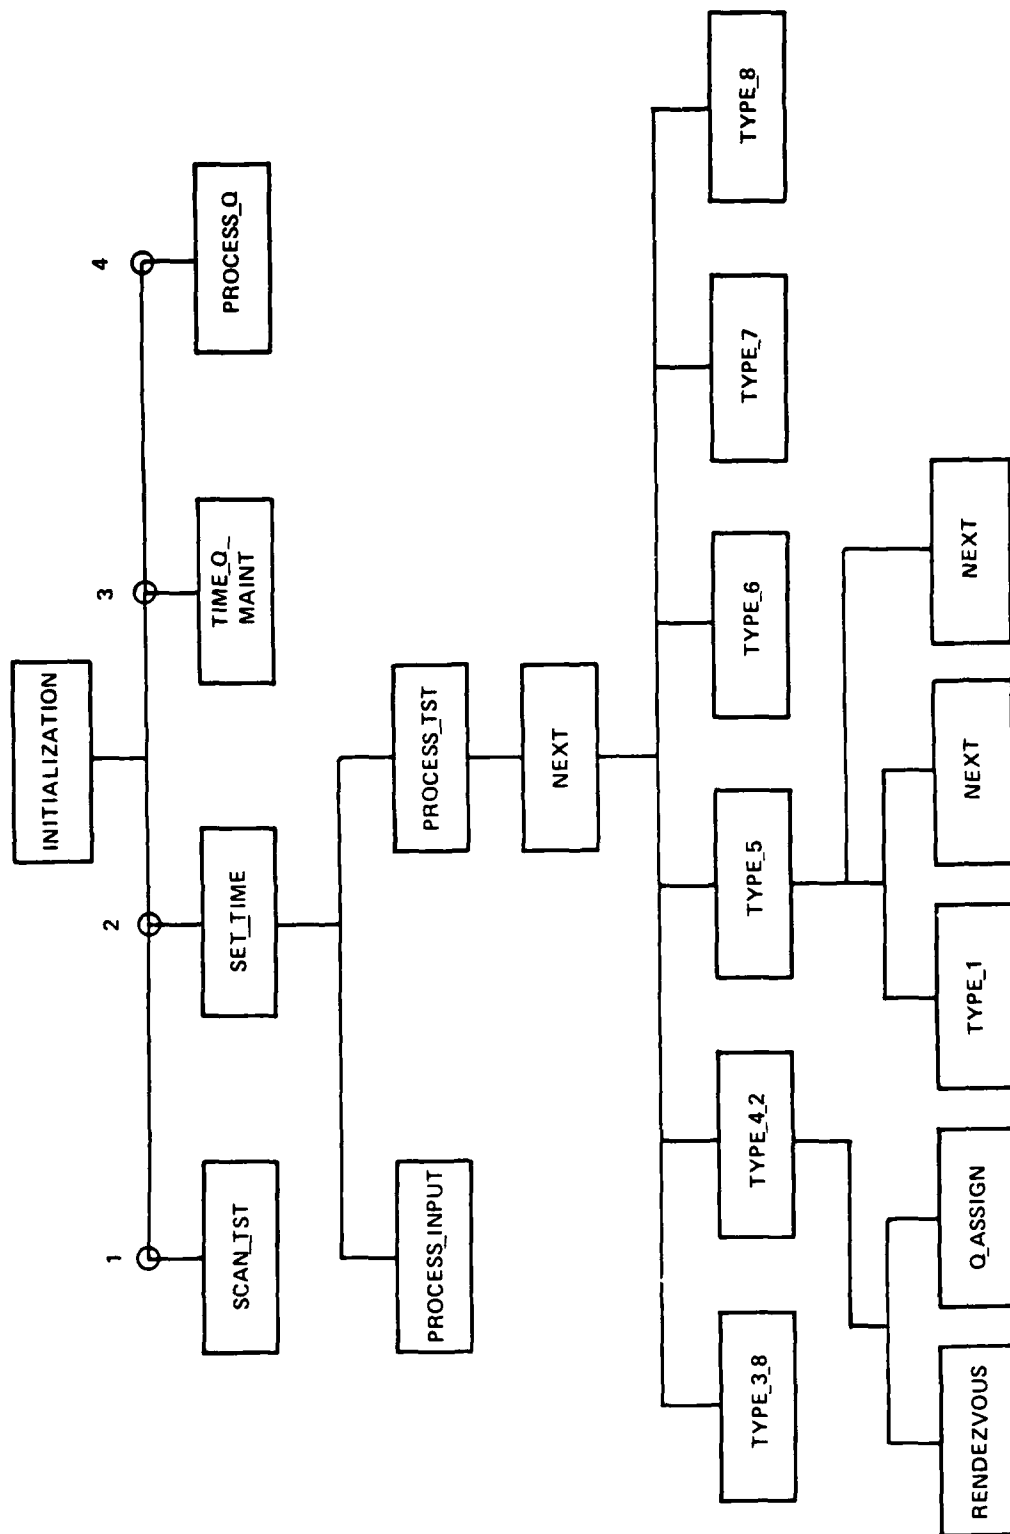 INITIALIZATION
1
2
3
4
SCAN_TST
SET_TIME
TIME_Q_
MAINT
PROCESS_Q
PROCESS_INPUT
PROCESS_TST
NEXT
TYPE_3_8
TYPE_4_2
TYPE_5
TYPE_6
TYPE_7
TYPE_8
RENDEZVOUS
Q_ASSIGN
TYPE_1
NEXT
NEXT